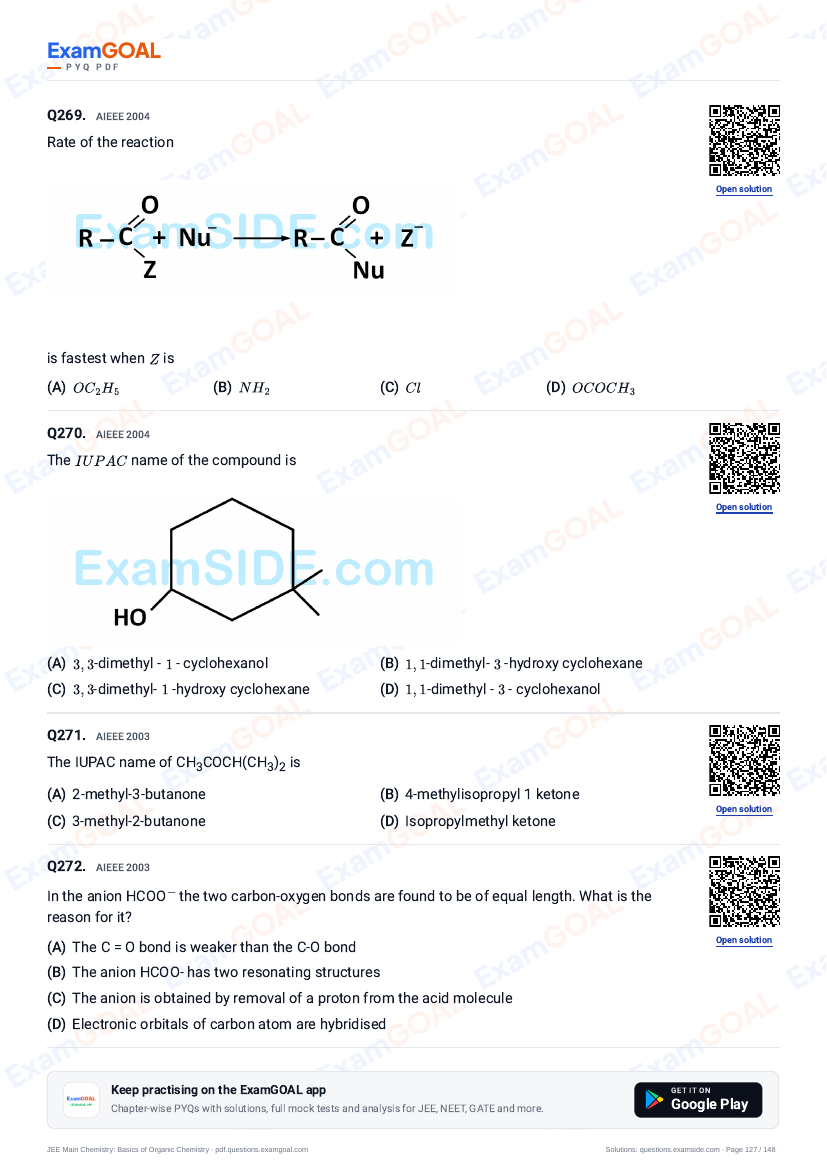 ExamGOAL
PYQ PDF
Q269. AIEEE 2004
Rate of the reaction
Open solution
O O
R – C + Nu⁻ ⟶ R – C + Z⁻
Z Nu
ExamSIDE.com
is fastest when Z is
(A) OC₂H₅ (B) NH₂ (C) Cl (D) OCOCH₃
Q270. AIEEE 2004
The IUPAC name of the compound is
Open solution
ExamSIDE.com
HO
(A) 3, 3-dimethyl - 1 - cyclohexanol (B) 1, 1-dimethyl- 3 -hydroxy cyclohexane
(C) 3, 3-dimethyl- 1 -hydroxy cyclohexane (D) 1, 1-dimethyl - 3 - cyclohexanol
Q271. AIEEE 2003
The IUPAC name of CH₃COCH(CH₃)₂ is
(A) 2-methyl-3-butanone (B) 4-methylisopropyl 1 ketone
Open solution
(C) 3-methyl-2-butanone (D) Isopropylmethyl ketone
Q272. AIEEE 2003
In the anion HCOO⁻ the two carbon-oxygen bonds are found to be of equal length. What is the
reason for it?
Open solution
(A) The C = O bond is weaker than the C-O bond
(B) The anion HCOO- has two resonating structures
(C) The anion is obtained by removal of a proton from the acid molecule
(D) Electronic orbitals of carbon atom are hybridised
Keep practising on the ExamGOAL app
Chapter-wise PYQs with solutions, full mock tests and analysis for JEE, NEET, GATE and more.
ExamGOAL
GET IT ON
Google Play
JEE Main Chemistry: Basics of Organic Chemistry · pdf.questions.examgoal.com Solutions: questions.examside.com · Page 127 / 148